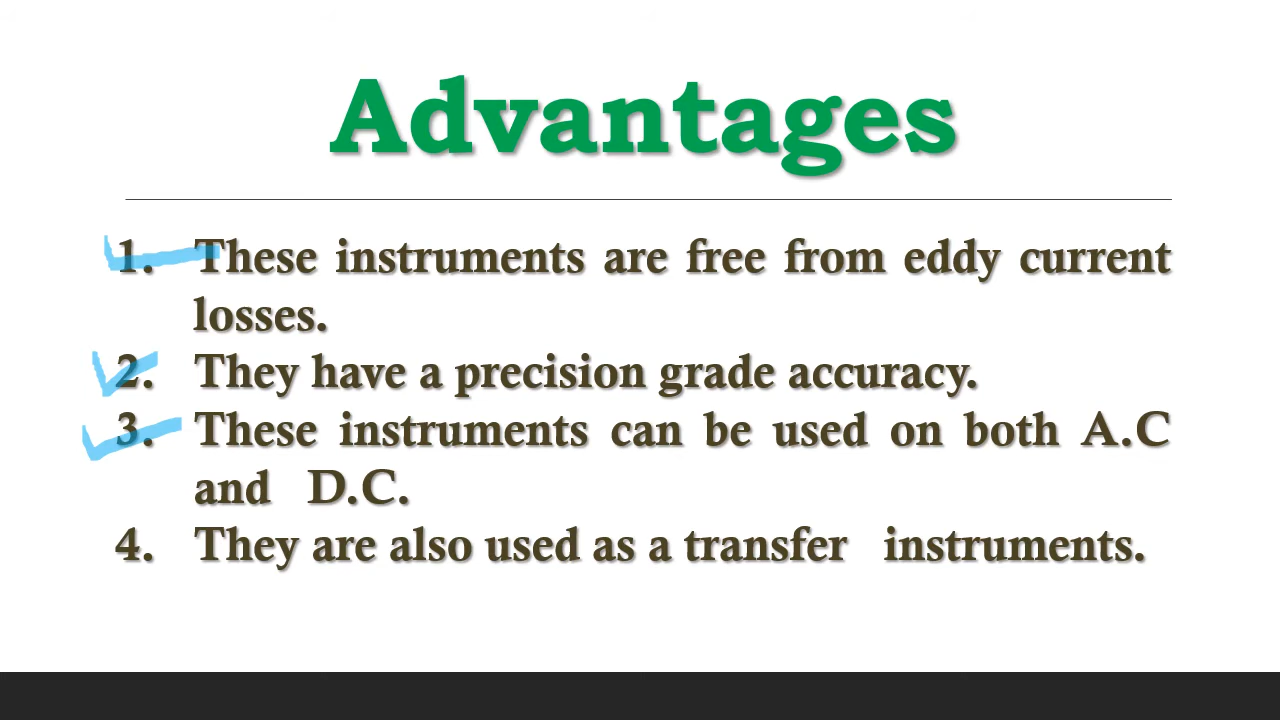 Advantages
1. These instruments are free from eddy current
losses.
2. They have a precision grade accuracy.
3. These instruments can be used on both A.C
and D.C.
4. They are also used as a transfer instruments.